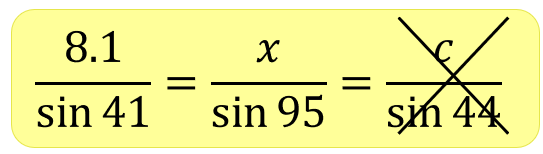 8.1 / sin 41 = x / sin 95 = c / sin 44